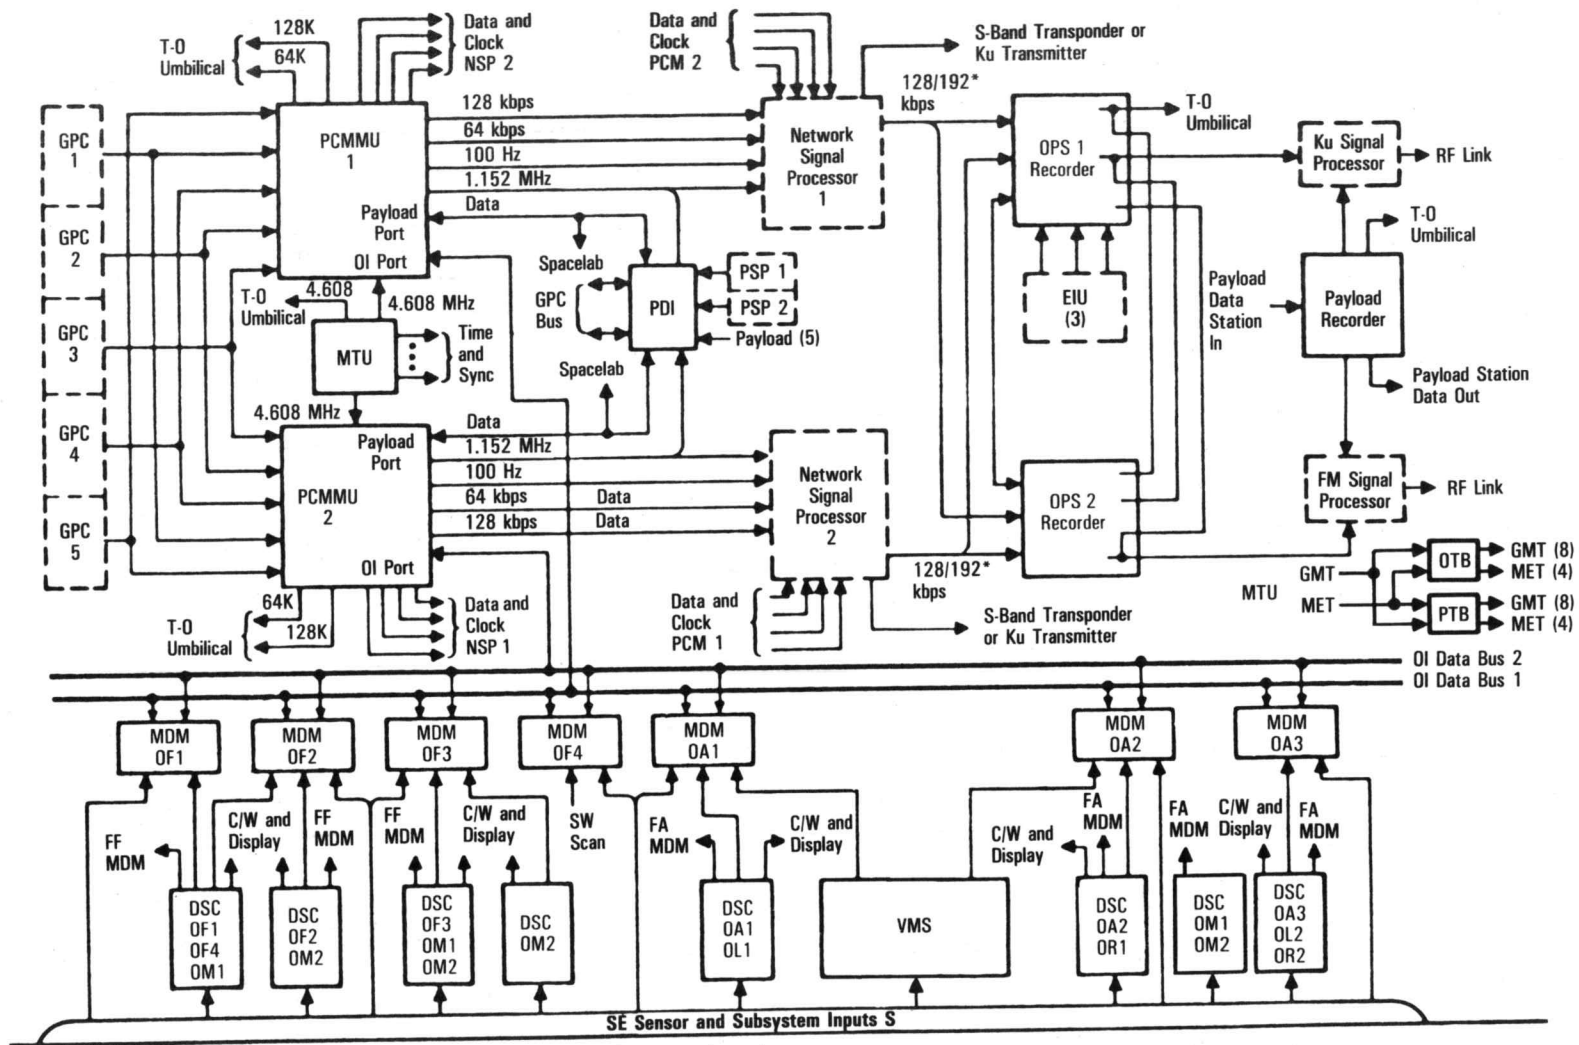 128K
64K
T-O
Umbilical
Data and
Clock
NSP 2
Data and
Clock
PCM 2
S-Band Transponder or
Ku Transmitter
GPC
1
GPC
2
GPC
3
GPC
4
GPC
5
PCMMU
1
Payload
Port
OI Port
128 kbps
64 kbps
100 Hz
1.152 MHz
Data
Network
Signal
Processor
1
128/192*
kbps
OPS 1
Recorder
T-O
Umbilical
Ku Signal
Processor
RF Link
T-O
Umbilical
Spacelab
GPC
Bus
PDI
PSP 1
PSP 2
Payload (5)
EIU
(3)
Payload
Data
Station
In
Payload
Recorder
Payload Station
Data Out
T-O
Umbilical
4.608
4.608 MHz
MTU
Time
and
Sync
4.608 MHz
Spacelab
PCMMU
2
Payload
Port
OI Port
Data
1.152 MHz
100 Hz
64 kbps
Data
128 kbps
Data
Network
Signal
Processor
2
128/192*
kbps
OPS 2
Recorder
FM Signal
Processor
RF Link
MTU
GMT
MET
OTB
GMT (8)
MET (4)
PTB
GMT (8)
MET (4)
64K
128K
T-O
Umbilical
Data and
Clock
NSP 1
Data and
Clock
PCM 1
S-Band Transponder
or Ku Transmitter
OI Data Bus 2
OI Data Bus 1
MDM
OF1
MDM
OF2
MDM
OF3
MDM
OF4
MDM
OA1
MDM
OA2
MDM
OA3
FF
MDM
C/W and
Display
FF
MDM
FF
MDM
C/W and
Display
SW
Scan
FA
MDM
C/W and
Display
C/W and
Display
FA
MDM
FA
MDM
C/W and
Display
FA
MDM
DSC
OF1
OF4
OM1
DSC
OF2
OM2
DSC
OF3
OM1
OM2
DSC
OM2
DSC
OA1
OL1
VMS
DSC
OA2
OR1
DSC
OM1
OM2
DSC
OA3
OL2
OR2
SE Sensor and Subsystem Inputs S